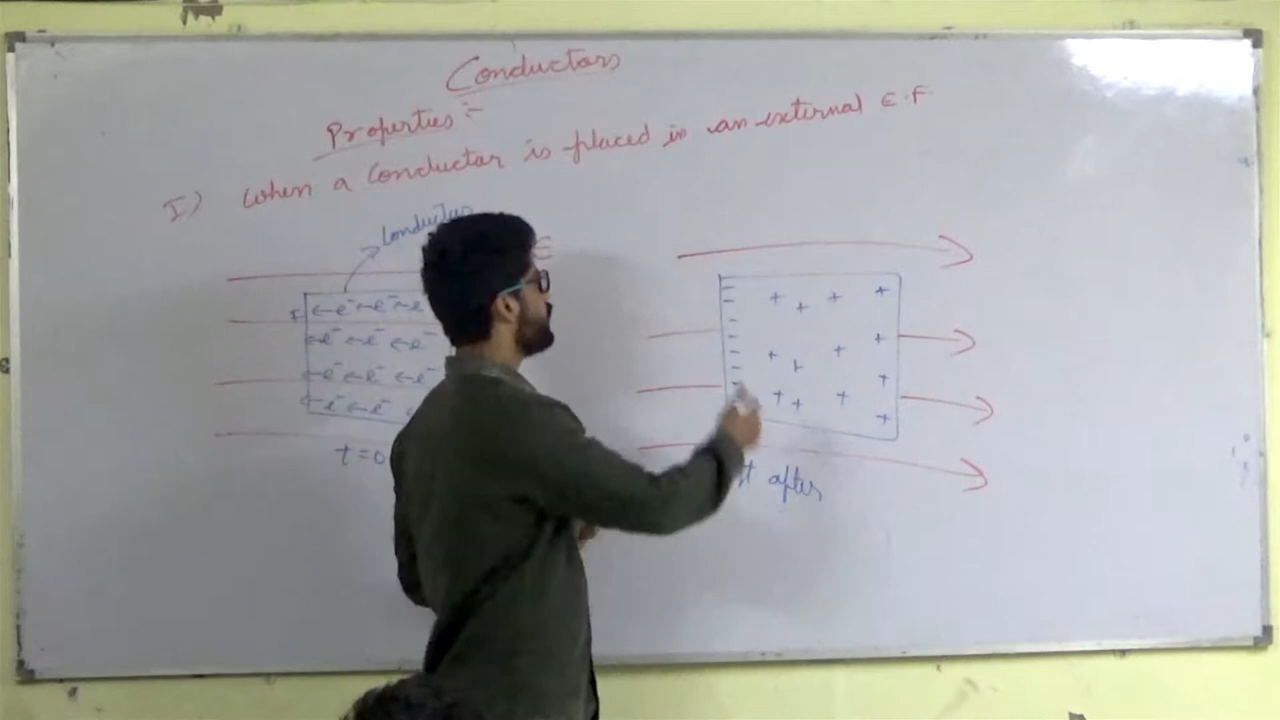 Conductors
Properties :-
I) When a Conductor is placed in an external E.F.
Conductor
E
←e⁻ ←e⁻ ←e⁻
←e⁻ ←e⁻ ←e⁻
←e⁻ ←e⁻ ←e⁻
←e⁻ ←e⁻
t=0
after